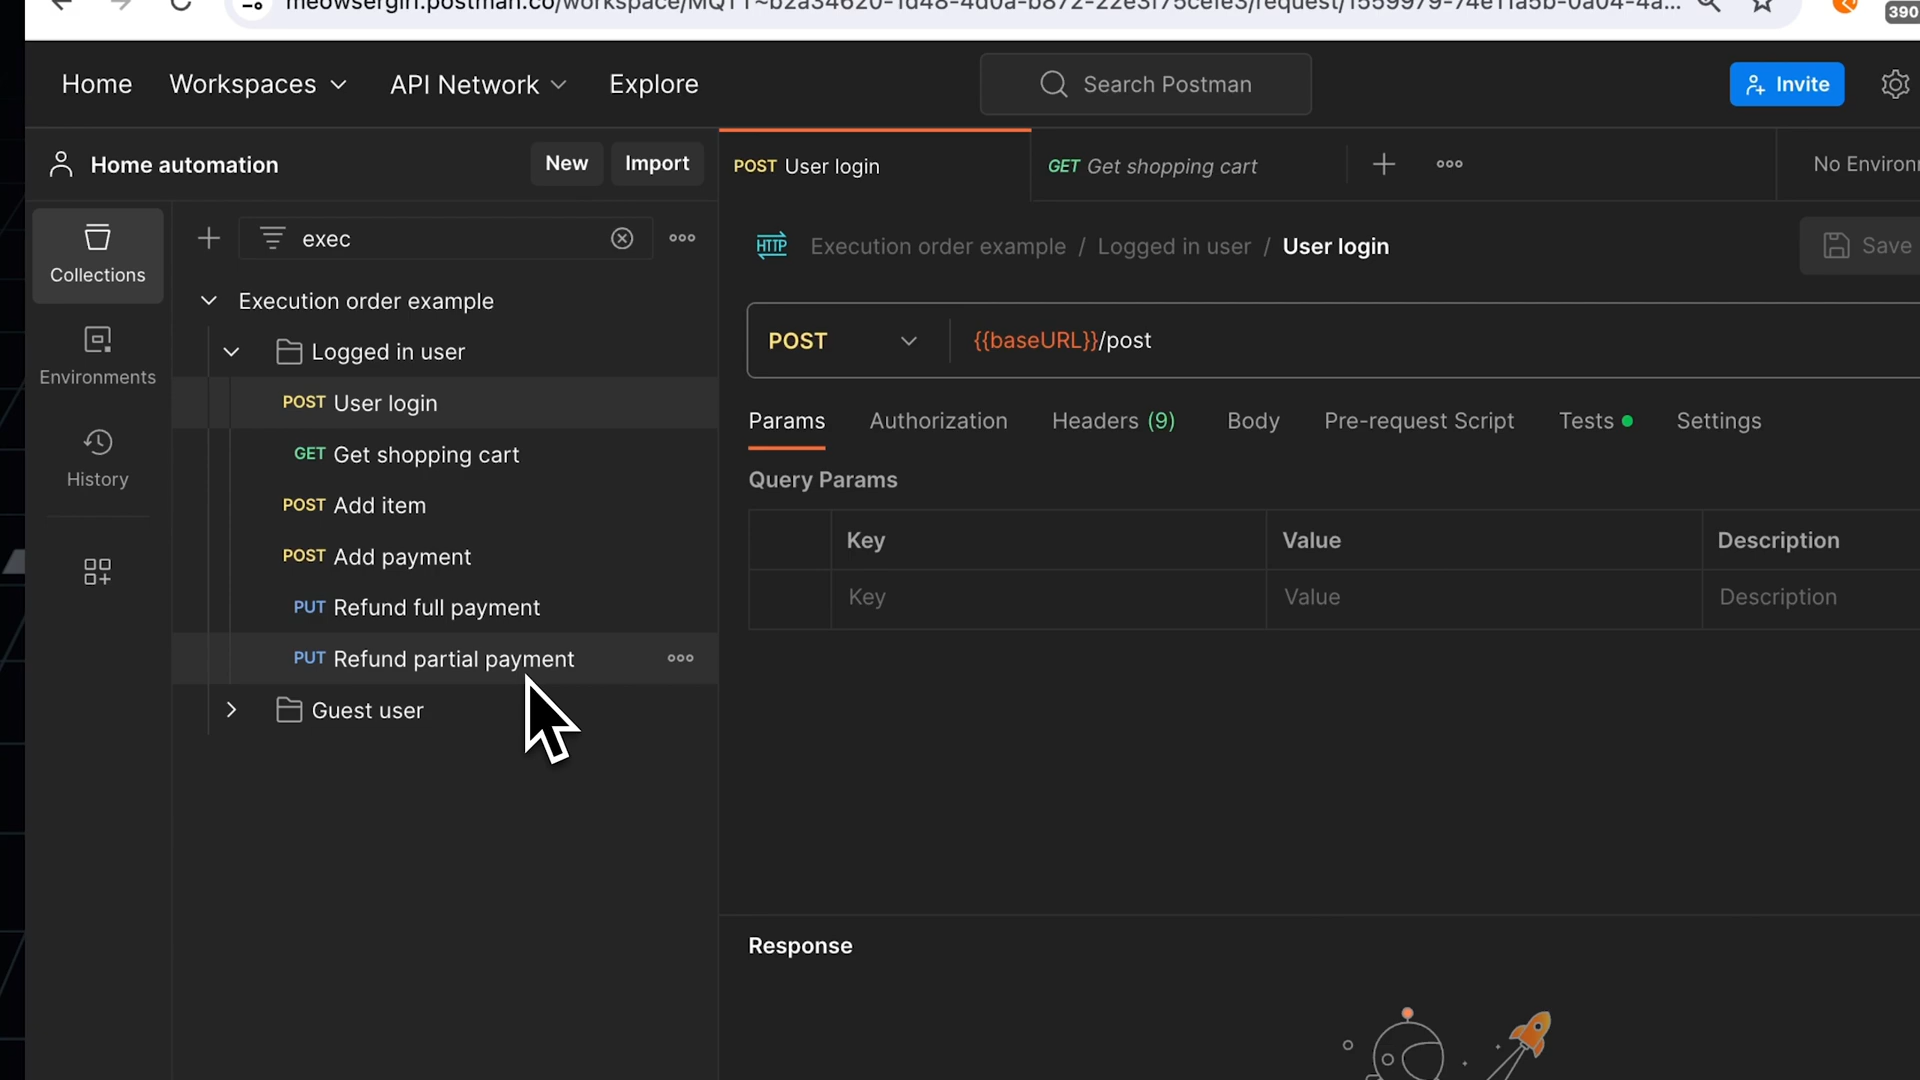 Home
Workspaces
API Network
Explore
Search Postman
Invite
Home automation
New
Import
POST User login
GET Get shopping cart
No Environ
Collections
Environments
History
exec
Execution order example
Logged in user
POST User login
GET Get shopping cart
POST Add item
POST Add payment
PUT Refund full payment
PUT Refund partial payment
Guest user
HTTP
Execution order example / Logged in user / User login
Save
POST
{{baseURL}}/post
Params
Authorization
Headers (9)
Body
Pre-request Script
Tests
Settings
Query Params
Key
Value
Description
Key
Value
Description
Response
390